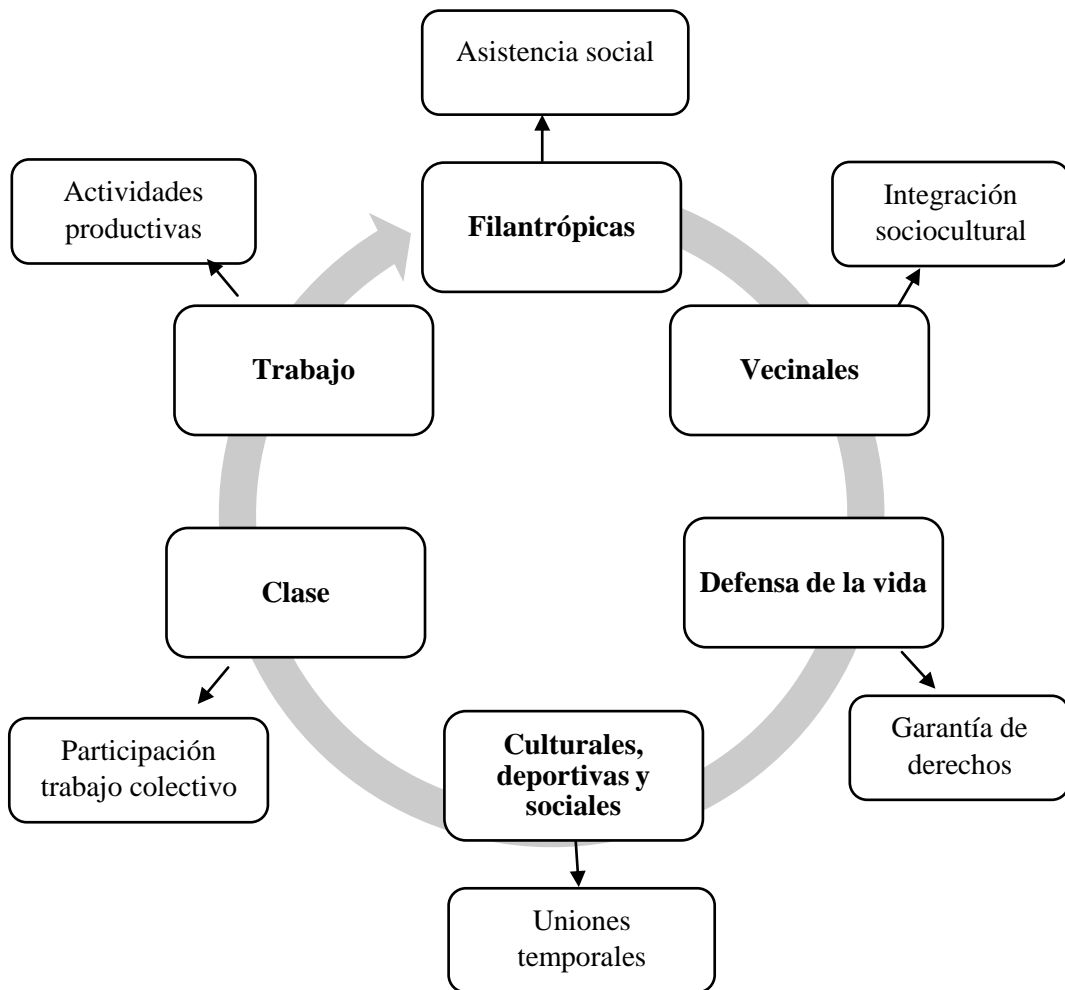 Asistencia social
Filantrópicas
Integración
sociocultural
Vecinales
Defensa de la vida
Garantía de
derechos
Culturales,
deportivas y
sociales
Uniones
temporales
Clase
Participación
trabajo colectivo
Trabajo
Actividades
productivas